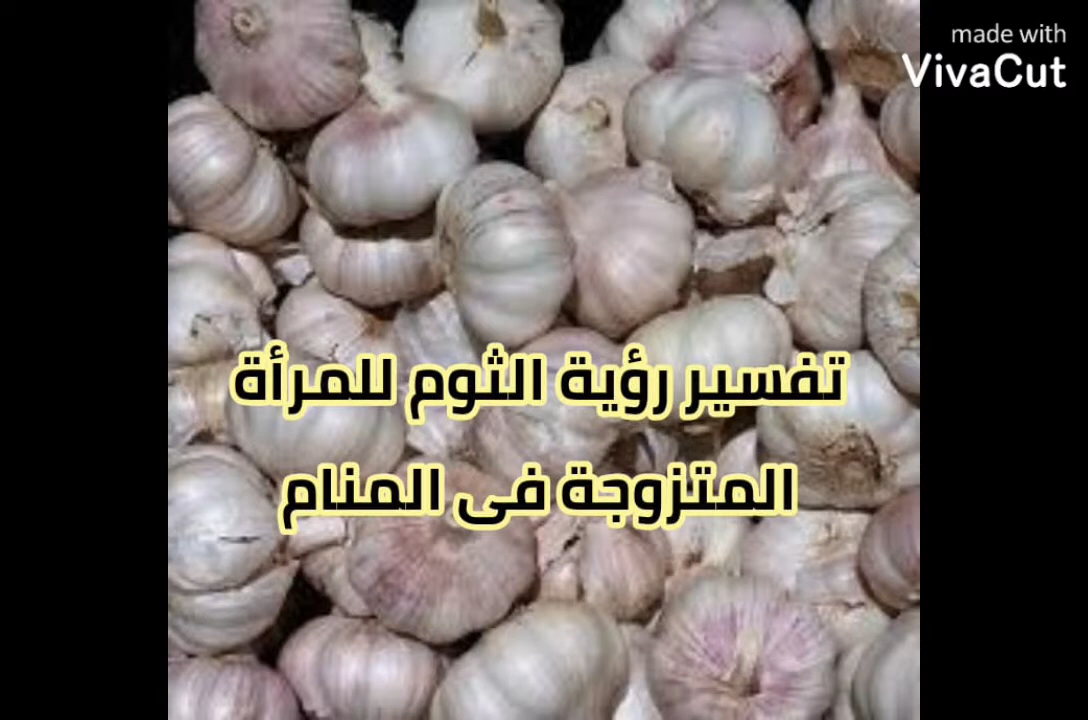 made with
VivaCut
تفسير رؤية الثوم للمرأة
المتزوجة فى المنام